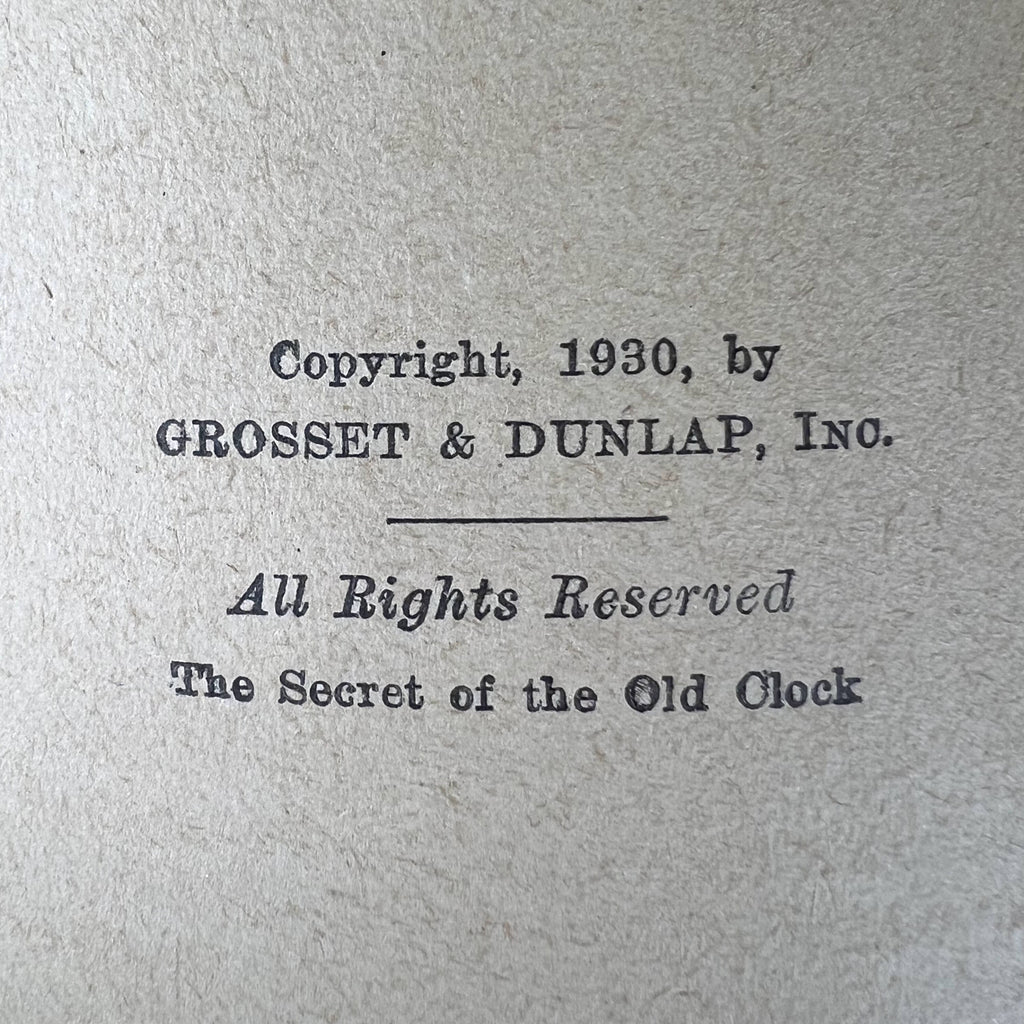 Copyright, 1930, by
GROSSET & DUNLAP, INC.
All Rights Reserved
The Secret of the Old Clock